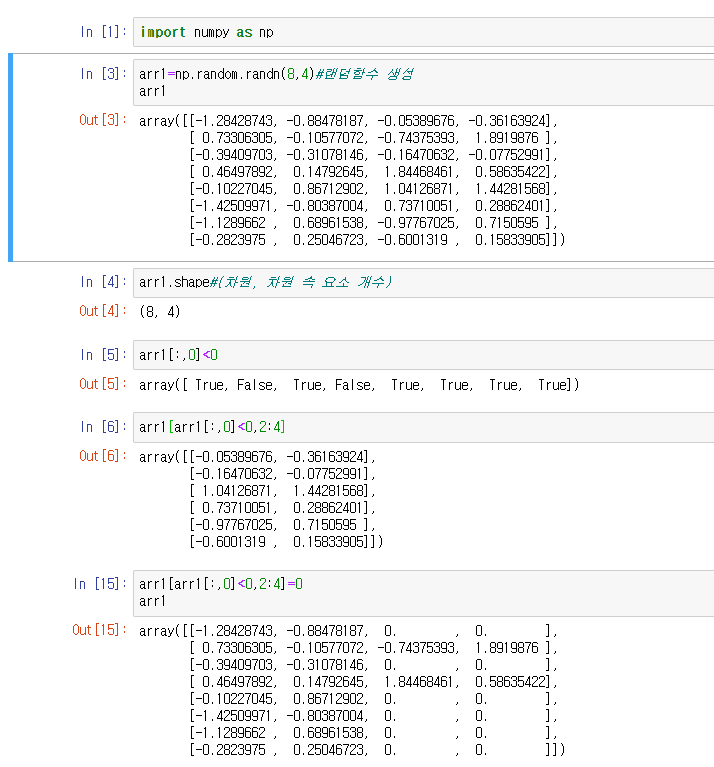 In [1]: import numpy as np
In [3]: arr1=np.random.randn(8,4)#랜덤함수 생성
arr1
Out[3]: array([[-1.28428743, -0.88478187, -0.05389676, -0.36163924],
[ 0.73306305, -0.10577072, -0.74375393,  1.8919876 ],
[-0.39409703, -0.31078146, -0.16470632, -0.07752991],
[ 0.46497892,  0.14792645,  1.84468461,  0.58635422],
[-0.10227045,  0.86712902,  1.04126871,  1.44281568],
[-1.42509971, -0.80387004,  0.73710051,  0.28862401],
[-1.1289662 ,  0.68961538, -0.97767025,  0.7150595 ],
[-0.2823975 ,  0.25046723, -0.6001319 ,  0.15833905]])
In [4]: arr1.shape#(차원, 차원 속 요소 개수)
Out[4]: (8, 4)
In [5]: arr1[:,0]<0
Out[5]: array([ True, False,  True, False,  True,  True,  True,  True])
In [6]: arr1[arr1[:,0]<0,2:4]
Out[6]: array([[-0.05389676, -0.36163924],
[-0.16470632, -0.07752991],
[ 1.04126871,  1.44281568],
[ 0.73710051,  0.28862401],
[-0.97767025,  0.7150595 ],
[-0.6001319 ,  0.15833905]])
In [15]: arr1[arr1[:,0]<0,2:4]=0
arr1
Out[15]: array([[-1.28428743, -0.88478187,  0.        ,  0.        ],
[ 0.73306305, -0.10577072, -0.74375393,  1.8919876 ],
[-0.39409703, -0.31078146,  0.        ,  0.        ],
[ 0.46497892,  0.14792645,  1.84468461,  0.58635422],
[-0.10227045,  0.86712902,  0.        ,  0.        ],
[-1.42509971, -0.80387004,  0.        ,  0.        ],
[-1.1289662 ,  0.68961538,  0.        ,  0.        ],
[-0.2823975 ,  0.25046723,  0.        ,  0.        ]])